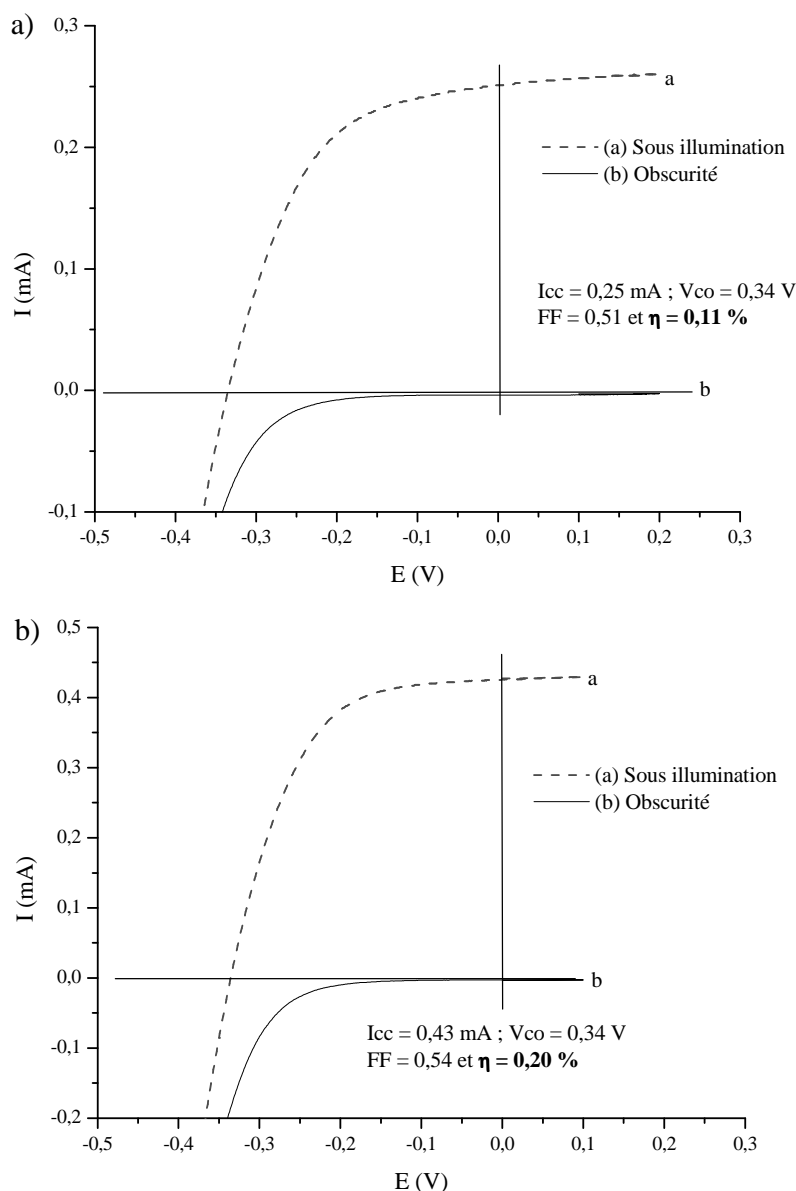 a)
0,3
0,2
0,1
0,0
-0,1
I (mA)
a
(a) Sous illumination
(b) Obscurité
Icc = 0,25 mA ; Vco = 0,34 V
FF = 0,51 et η = 0,11 %
b
-0,5 -0,4 -0,3 -0,2 -0,1 0,0 0,1 0,2 0,3
E (V)
b)
0,5
0,4
0,3
0,2
0,1
0,0
-0,1
-0,2
I (mA)
a
(a) Sous illumination
(b) Obscurité
b
Icc = 0,43 mA ; Vco = 0,34 V
FF = 0,54 et η = 0,20 %
-0,5 -0,4 -0,3 -0,2 -0,1 0,0 0,1 0,2 0,3
E (V)